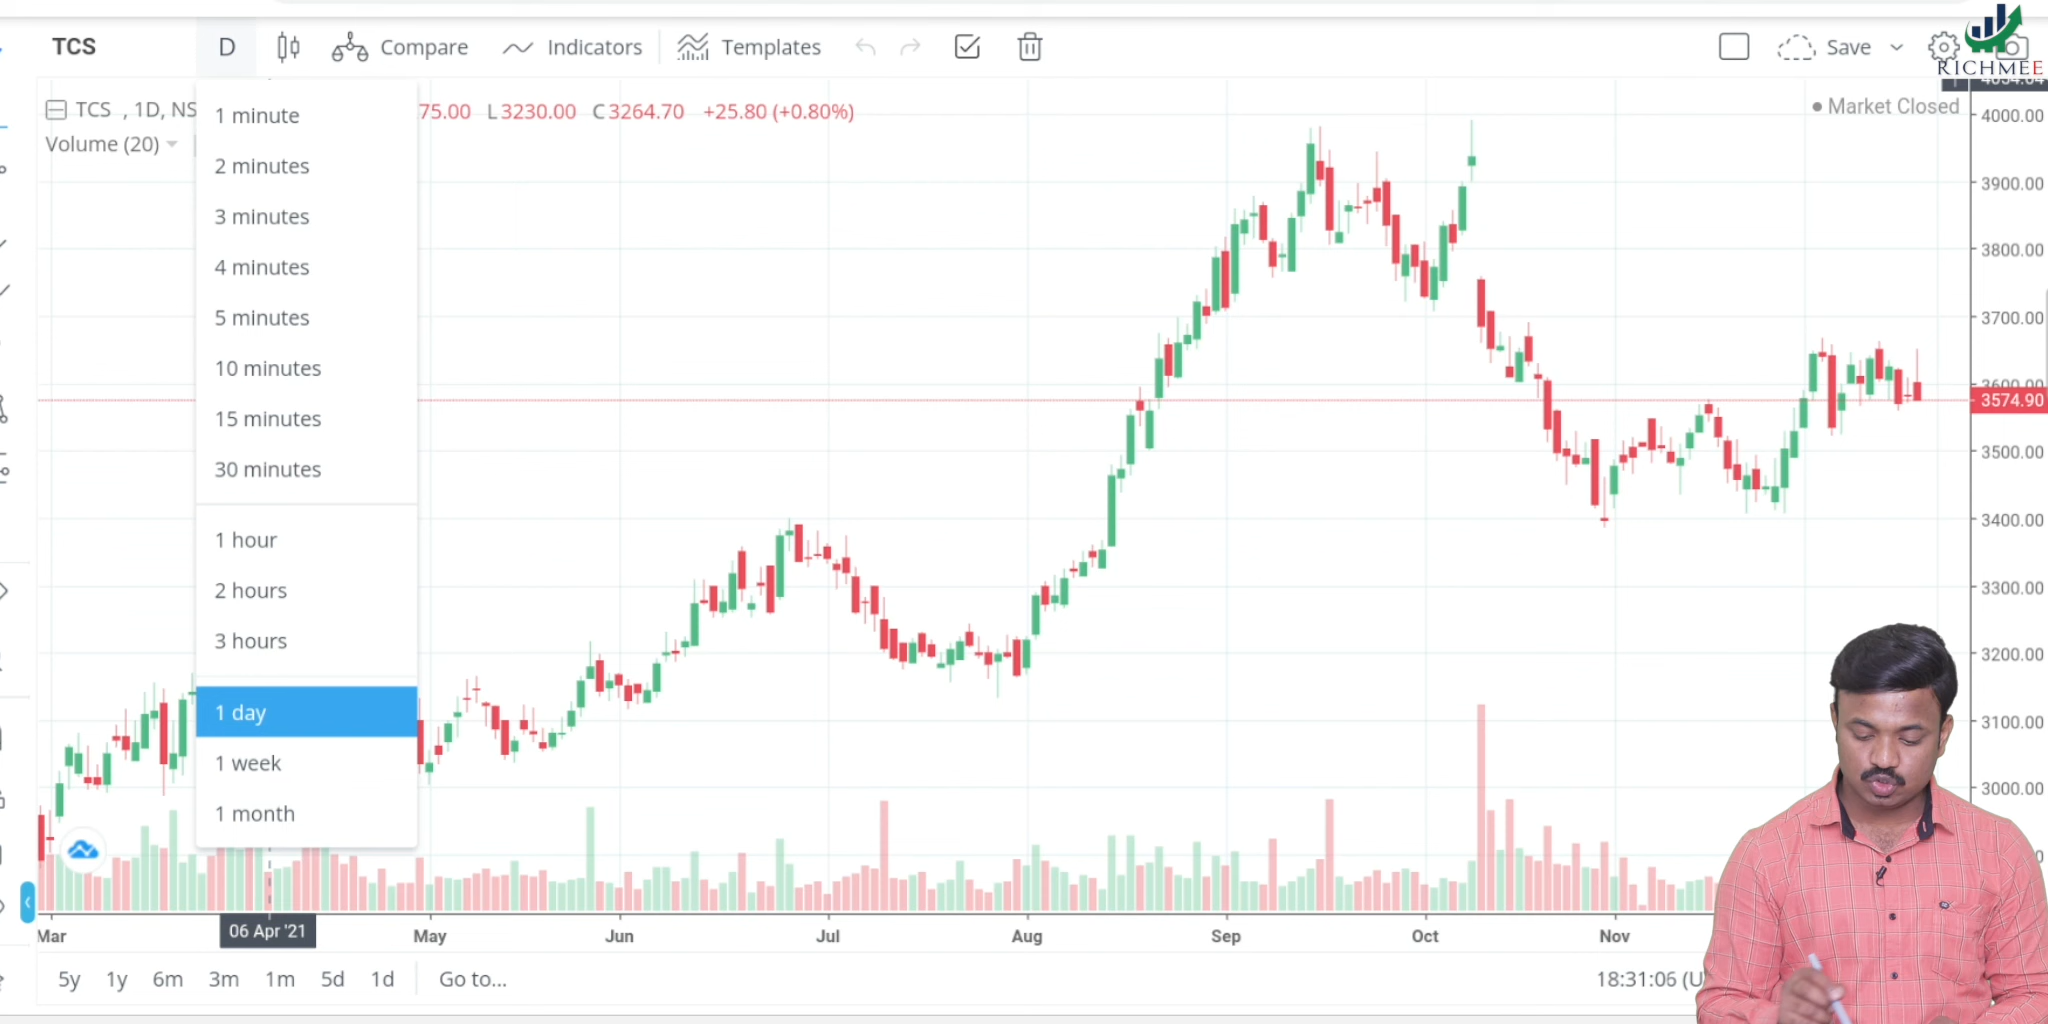 TCS D Compare Indicators Templates Save
RICHMEE
TCS , 1D, NS 75.00 L3230.00 C3264.70 +25.80 (+0.80%) Market Closed
Volume (20)
1 minute
2 minutes
3 minutes
4 minutes
5 minutes
10 minutes
15 minutes
30 minutes
1 hour
2 hours
3 hours
1 day
1 week
1 month
4000.00
3900.00
3800.00
3700.00
3600.00
3574.90
3500.00
3400.00
3300.00
3200.00
3100.00
3000.00
Mar 06 Apr '21 May Jun Jul Aug Sep Oct Nov
5y 1y 6m 3m 1m 5d 1d Go to... 18:31:06 (U